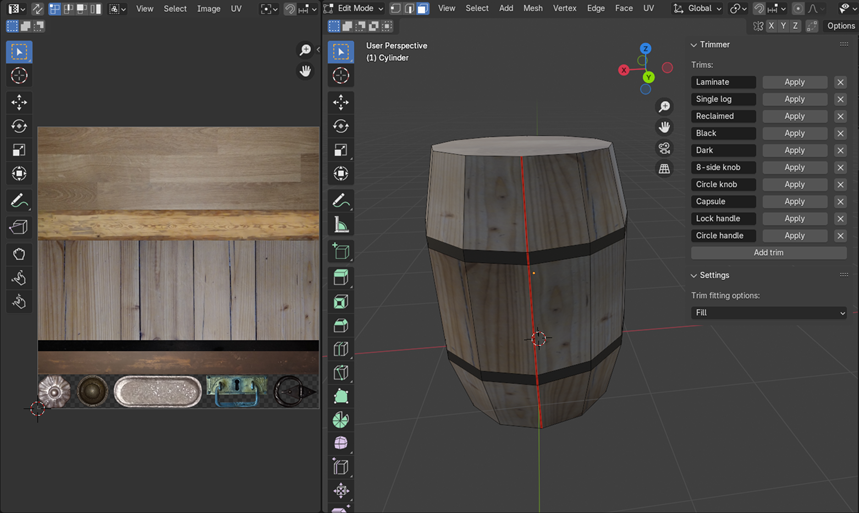 View Select Image UV
Edit Mode View Select Add Mesh Vertex Edge Face UV Global
X Y Z Options
User Perspective
(1) Cylinder
Z
X
Y
Trimmer
Trims:
Laminate Apply
Single log Apply
Reclaimed Apply
Black Apply
Dark Apply
8-side knob Apply
Circle knob Apply
Capsule Apply
Lock handle Apply
Circle handle Apply
Add trim
Settings
Trim fitting options:
Fill